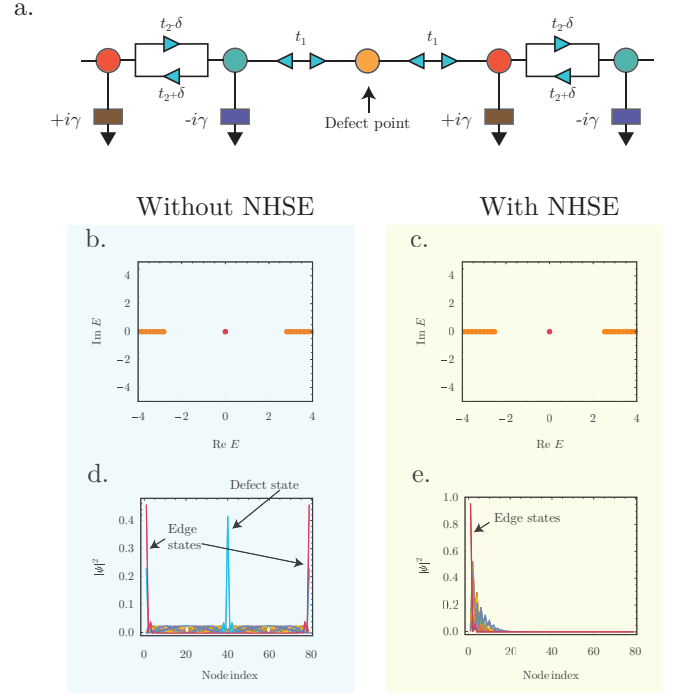 a.
t₂-δ
t₁
t₁
t₂-δ
t₂₊δ
t₂₊δ
+iγ
-iγ
Defect point
+iγ
-iγ
Without NHSE
With NHSE
b.
4
2
0
−2
−4
Im E
−4
−2
0
2
4
Re E
c.
4
2
0
−2
−4
Im E
−4
−2
0
2
4
Re E
d.
Defect state
Edge
states
0.4
0.3
0.2
0.1
0.0
|ψ|²
0
20
40
60
80
Node index
e.
Edge states
1.0
0.8
0.6
0.4
0.2
0.0
|ψ|²
0
20
40
60
80
Node index